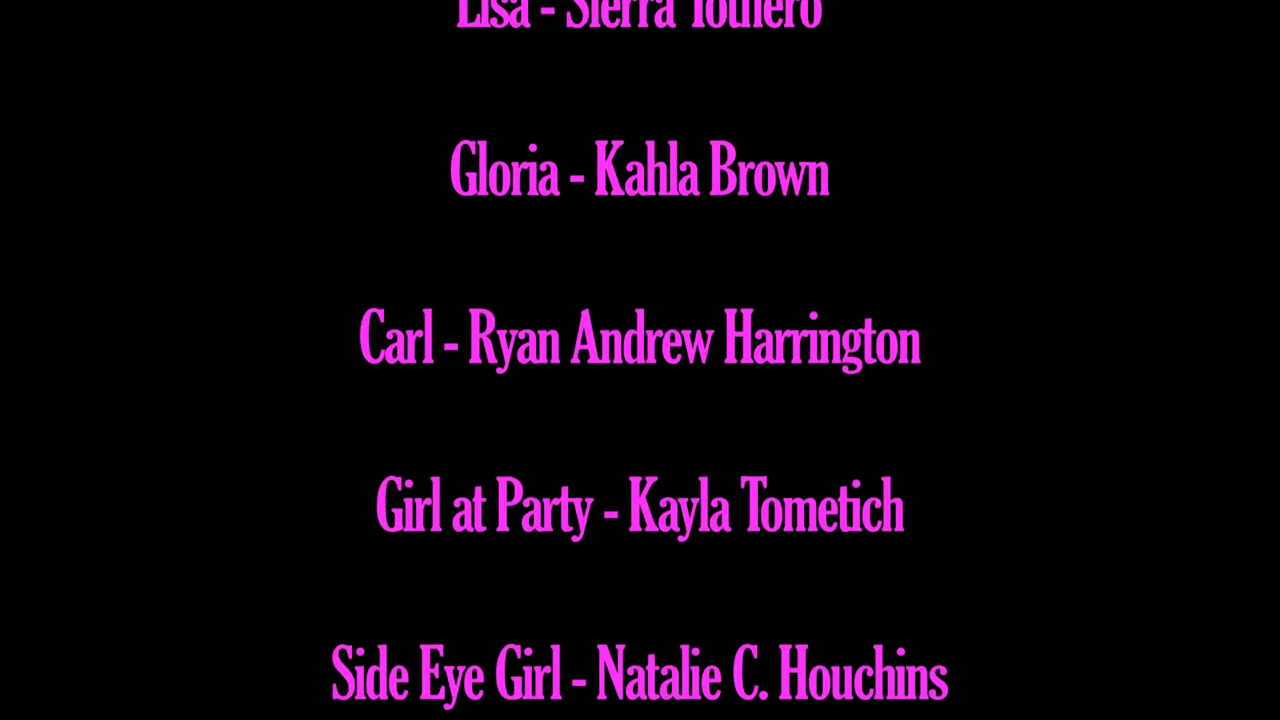 Lisa - Sierra
Gloria - Kahla Brown
Carl - Ryan Andrew Harrington
Girl at Party - Kayla Tometich
Side Eye Girl - Natalie C. Houchins